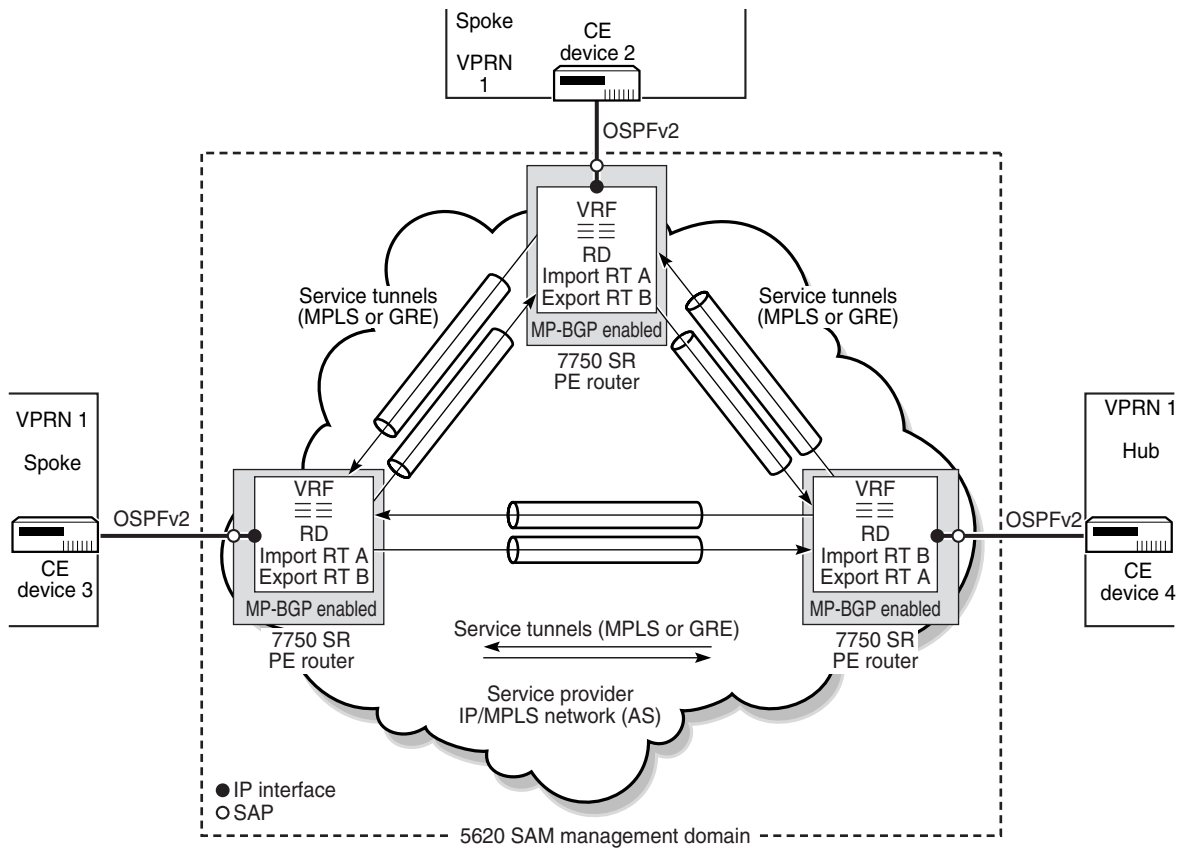 Spoke
VPRN
1
CE
device 2
OSPFv2
VRF
RD
Import RT A
Export RT B
MP-BGP enabled
7750 SR
PE router
Service tunnels
(MPLS or GRE)
Service tunnels
(MPLS or GRE)
VPRN 1
Spoke
OSPFv2
CE
device 3
VRF
RD
Import RT A
Export RT B
MP-BGP enabled
7750 SR
PE router
VRF
RD
Import RT B
Export RT A
MP-BGP enabled
7750 SR
PE router
VPRN 1
Hub
OSPFv2
CE
device 4
Service tunnels (MPLS or GRE)
Service provider
IP/MPLS network (AS)
IP interface
SAP
5620 SAM management domain